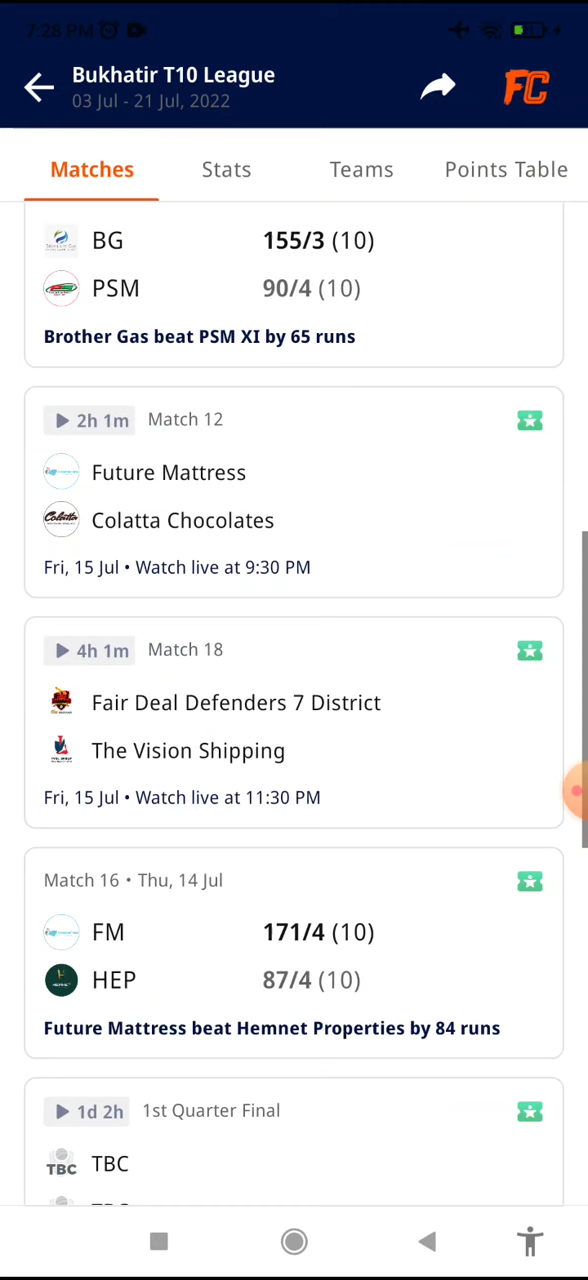 7:28 PM
Bukhatir T10 League
03 Jul - 21 Jul, 2022
FC
Matches Stats Teams Points Table
BG 155/3 (10)
PSM 90/4 (10)
Brother Gas beat PSM XI by 65 runs
2h 1m Match 12
Future Mattress
Colatta Colatta Chocolates
Fri, 15 Jul • Watch live at 9:30 PM
4h 1m Match 18
Fair Deal Defenders 7 District
The Vision Shipping
Fri, 15 Jul • Watch live at 11:30 PM
Match 16 • Thu, 14 Jul
FM 171/4 (10)
HEP 87/4 (10)
Future Mattress beat Hemnet Properties by 84 runs
1d 2h 1st Quarter Final
TBC TBC